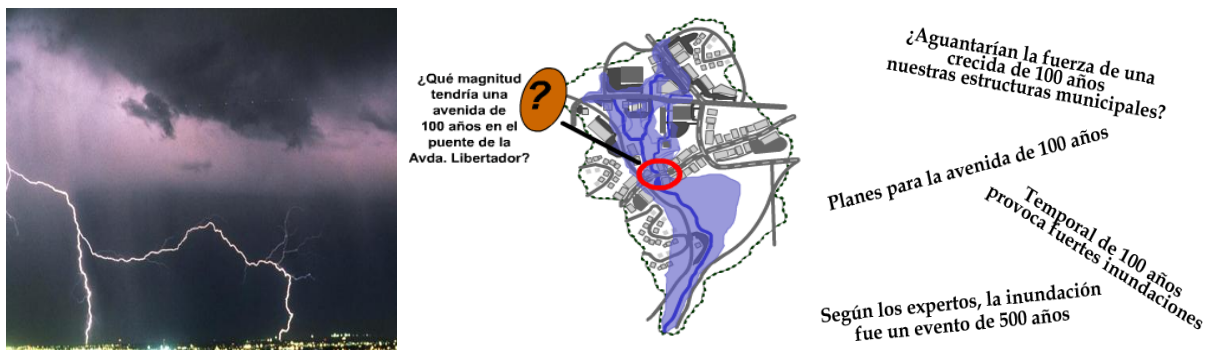 ¿Qué magnitud
tendría una
avenida de
100 años en el
puente de la
Avda. Libertador?
?
¿Aguantarían la fuerza de una
crecida de 100 años
nuestras estructuras municipales?
Planes para la avenida de 100 años
Temporal de 100 años
provoca fuertes inundaciones
Según los expertos, la inundación
fue un evento de 500 años